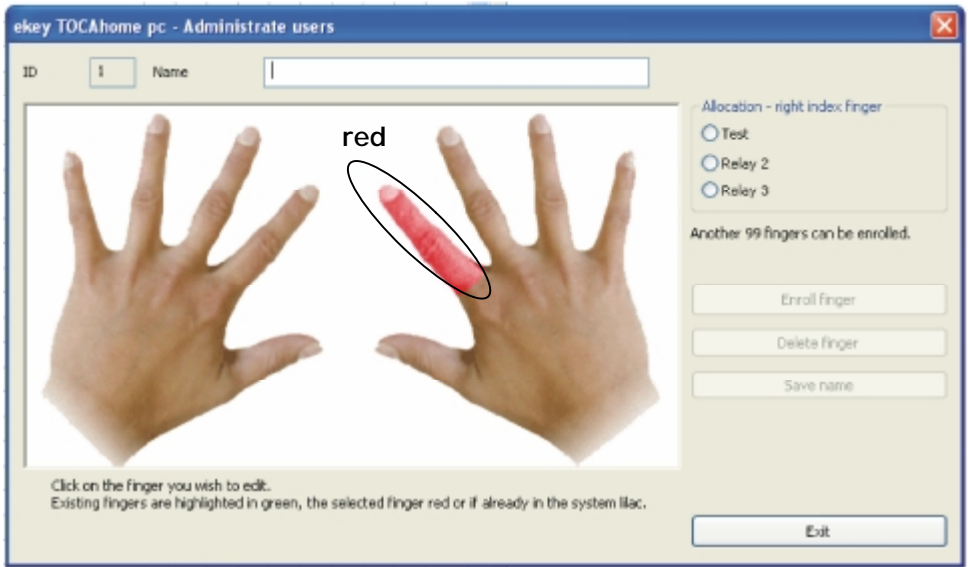 ekey TOCAhome pc - Administrate users
ID 1 Name
red
Allocation - right index finger
Test
Relay 2
Relay 3
Another 99 fingers can be enrolled.
Enroll finger
Delete finger
Save name
Click on the finger you wish to edit.
Existing fingers are highlighted in green, the selected finger red or if already in the system lilac.
Exit